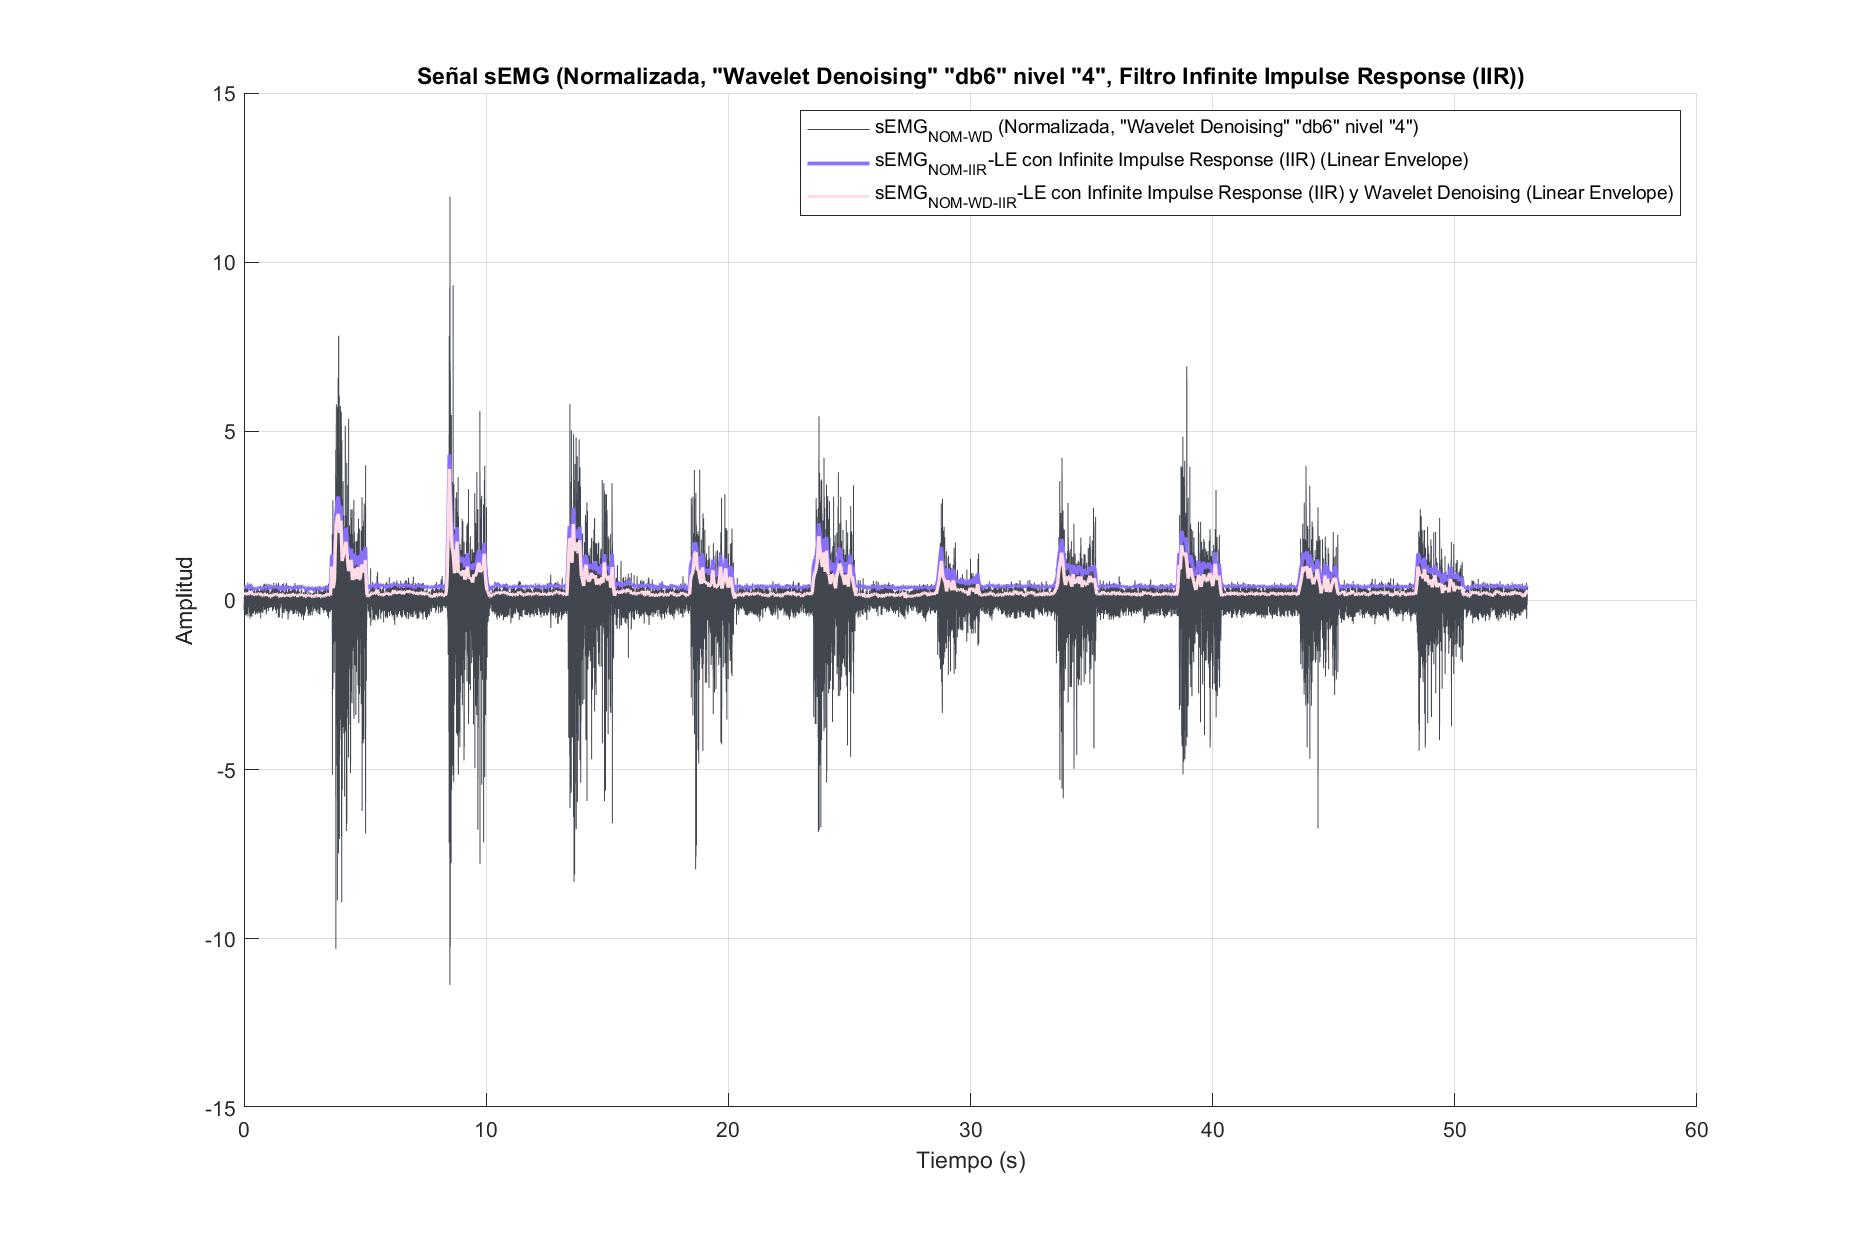 Señal sEMG (Normalizada, "Wavelet Denoising" "db6" nivel "4", Filtro Infinite Impulse Response (IIR))
sEMG_NOM-WD (Normalizada, "Wavelet Denoising" "db6" nivel "4")
sEMG_NOM-IIR-LE con Infinite Impulse Response (IIR) (Linear Envelope)
sEMG_NOM-WD-IIR-LE con Infinite Impulse Response (IIR) y Wavelet Denoising (Linear Envelope)
Amplitud
15
10
5
0
-5
-10
-15
0 10 20 30 40 50 60
Tiempo (s)